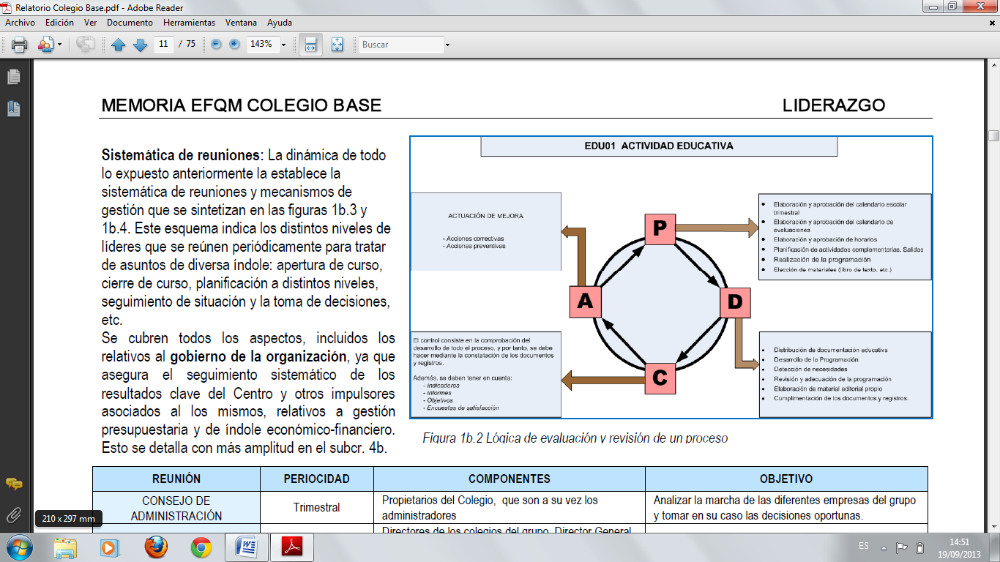 Relatorio Colegio Base.pdf - Adobe Reader
Archivo Edición Ver Documento Herramientas Ventana Ayuda
11 / 75 143% Buscar
MEMORIA EFQM COLEGIO BASE LIDERAZGO
Sistemática de reuniones: La dinámica de todo
lo expuesto anteriormente la establece la
sistemática de reuniones y mecanismos de
gestión que se sintetizan en las figuras 1b.3 y
1b.4. Este esquema indica los distintos niveles de
líderes que se reúnen periódicamente para tratar
de asuntos de diversa índole: apertura de curso,
cierre de curso, planificación a distintos niveles,
seguimiento de situación y la toma de decisiones,
etc.
Se cubren todos los aspectos, incluidos los
relativos al gobierno de la organización, ya que
asegura el seguimiento sistemático de los
resultados clave del Centro y otros impulsores
asociados al los mismos, relativos a gestión
presupuestaria y de índole económico-financiero.
Esto se detalla con más amplitud en el subcr. 4b.
EDU01 ACTIVIDAD EDUCATIVA
ACTUACIÓN DE MEJORA
- Acciones correctivas
- Acciones preventivas
P
• Elaboración y aprobación del calendario escolar
trimestral
• Elaboración y aprobación del calendario de
evaluaciones
• Elaboración y aprobación de horarios
• Planificación de actividades complementarias. Salidas
• Realización de la programación
• Elección de materiales (libro de texto, etc.)
A
D
El control consiste en la comprobación del
desarrollo de todo el proceso, y por tanto, se debe
hacer mediante la constatación de los documentos
y registros.
Además, se deben tener en cuenta:
- Indicadores
- Informes
- Objetivos
- Encuestas de satisfacción
C
• Distribución de documentación educativa
• Desarrollo de la Programación
• Detección de necesidades
• Revisión y adecuación de la programación
• Elaboración de material editorial propio
• Cumplimentación de los documentos y registros.
Figura 1b.2 Lógica de evaluación y revisión de un proceso
REUNIÓN PERIOCIDAD COMPONENTES OBJETIVO
CONSEJO DE
ADMINISTRACIÓN
Trimestral
Propietarios del Colegio, que son a su vez los
administradores
Analizar la marcha de las diferentes empresas del grupo
y tomar en su caso las decisiones oportunas.
Directores de los colegios del grupo, Director General
210 x 297 mm
ES
14:51
19/09/2013